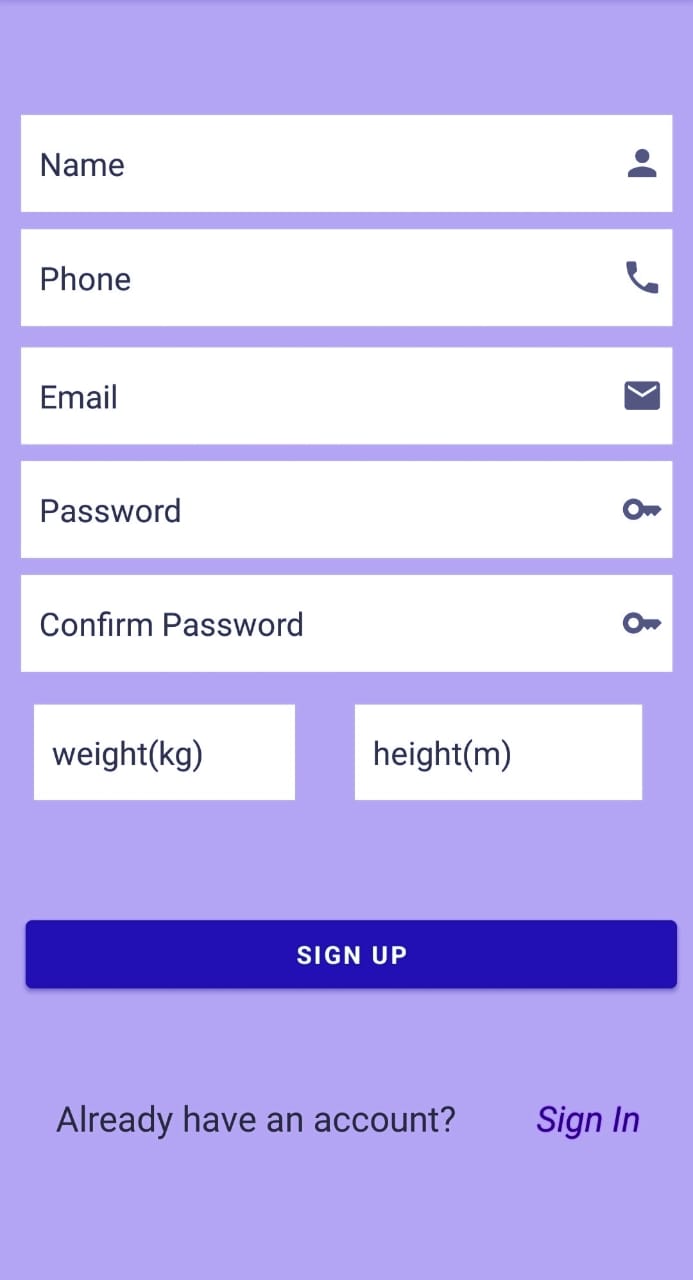 Name
Phone
Email
Password
Confirm Password
weight(kg) height(m)
SIGN UP
Already have an account? Sign In